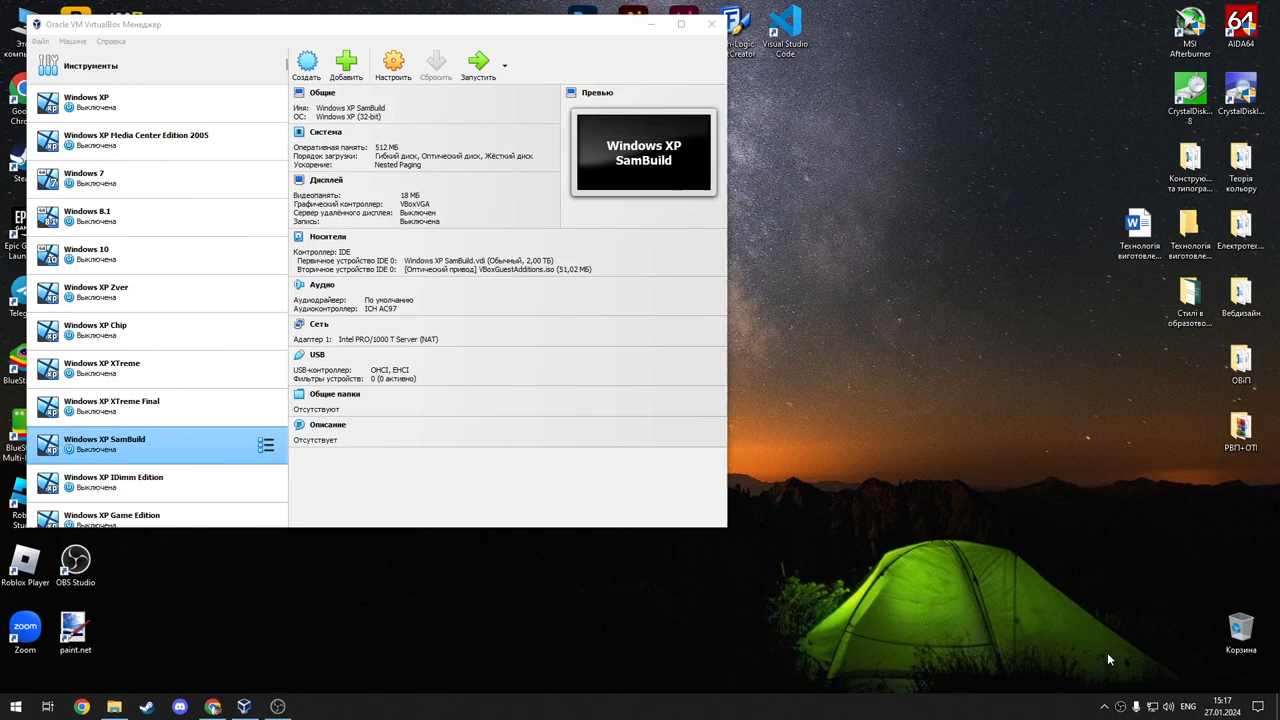 Oracle VM VirtualBox Менеджер
Файл Машина Справка
Инструменты
Создать Добавить Настроить Сбросить Запустить
Windows XP
Выключена
Windows XP Media Center Edition 2005
Выключена
Windows 7
Выключена
Windows 8.1
Выключена
Windows 10
Выключена
Windows XP Zver
Выключена
Windows XP Chip
Выключена
Windows XP XTreme
Выключена
Windows XP XTreme Final
Выключена
Windows XP SamBuild
Выключена
Windows XP IDimm Edition
Выключена
Windows XP Game Edition
Выключена
Общие
Имя: Windows XP SamBuild
ОС: Windows XP (32-bit)
Система
Оперативная память: 512 МБ
Порядок загрузки: Гибкий диск, Оптический диск, Жёсткий диск
Ускорение: Nested Paging
Дисплей
Видеопамять: 18 МБ
Графический контроллер: VBoxVGA
Сервер удалённого дисплея: Выключен
Запись: Выключена
Носители
Контроллер: IDE
Первичное устройство IDE 0: Windows XP SamBuild.vdi (Обычный, 2,00 ТБ)
Вторичное устройство IDE 0: [Оптический привод] VBoxGuestAdditions.iso (51,02 МБ)
Аудио
Аудиодрайвер: По умолчанию
Аудиоконтроллер: ICH AC97
Сеть
Адаптер 1: Intel PRO/1000 T Server (NAT)
USB
USB-контроллер: OHCI, EHCI
Фильтры устройств: 0 (0 активно)
Общие папки
Отсутствуют
Описание
Отсутствует
Превью
Windows XP
SamBuild
Visual Studio
Code
MSI
Afterburner
AIDA64
CrystalDisk...
8
CrystalDiskI...
Конструю...
та типогра...
Теорія
кольору
Технологія
виготовле...
Технологія
виготовле...
Електротех...
Стилі в
образотво...
Вебдизайн
ОВіП
РВП+ОТІ
Корзина
Roblox Player
OBS Studio
zoom
Zoom
paint.net
ENG
15:17
27.01.2024